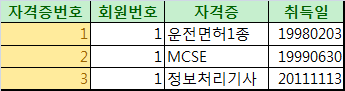 자격증번호 회원번호 자격증 취득일
1 1 운전면허1종 19980203
2 1 MCSE 19990630
3 1 정보처리기사 20111113